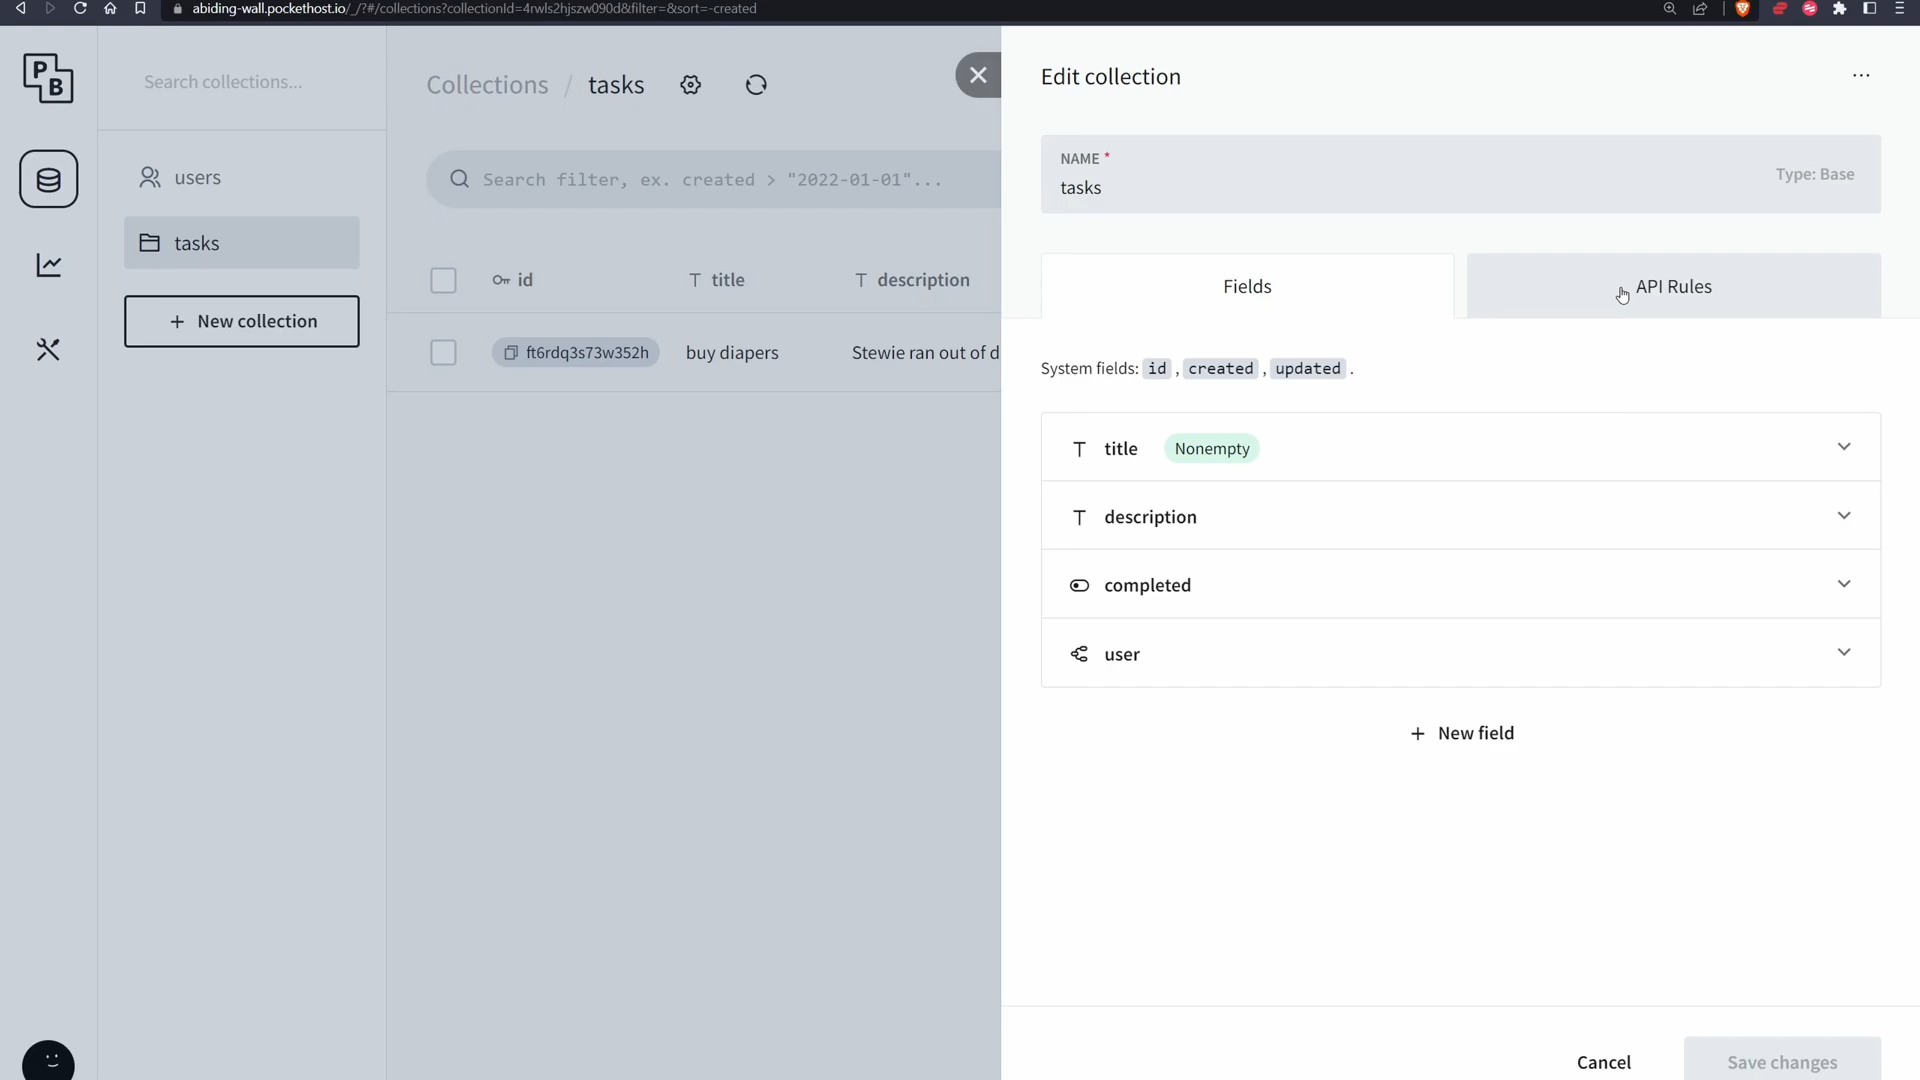 abiding-wall.pockethost.io/_/?#/collections?collectionId=4rwls2hjszw090d&filter=&sort=-created
P
B
Search collections...
users
tasks
+ New collection
Collections / tasks
Search filter, ex. created > "2022-01-01"...
id title description
ft6rdq3s73w352h buy diapers Stewie ran out of d
Edit collection
NAME *
tasks
Type: Base
Fields API Rules
System fields: id , created , updated .
T title Nonempty
T description
completed
user
+ New field
Cancel Save changes